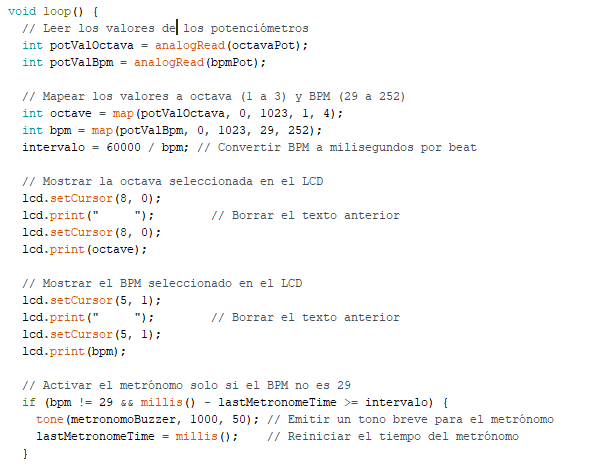 void loop() {
  // Leer los valores de los potenciómetros
  int potValOctava = analogRead(octavaPot);
  int potValBpm = analogRead(bpmPot);

  // Mapear los valores a octava (1 a 3) y BPM (29 a 252)
  int octave = map(potValOctava, 0, 1023, 1, 4);
  int bpm = map(potValBpm, 0, 1023, 29, 252);
  intervalo = 60000 / bpm; // Convertir BPM a milisegundos por beat

  // Mostrar la octava seleccionada en el LCD
  lcd.setCursor(8, 0);
  lcd.print("     ");        // Borrar el texto anterior
  lcd.setCursor(8, 0);
  lcd.print(octave);

  // Mostrar el BPM seleccionado en el LCD
  lcd.setCursor(5, 1);
  lcd.print("     ");        // Borrar el texto anterior
  lcd.setCursor(5, 1);
  lcd.print(bpm);

  // Activar el metrónomo solo si el BPM no es 29
  if (bpm != 29 && millis() - lastMetronomeTime >= intervalo) {
    tone(metronomoBuzzer, 1000, 50); // Emitir un tono breve para el metrónomo
    lastMetronomeTime = millis();    // Reiniciar el tiempo del metrónomo
  }